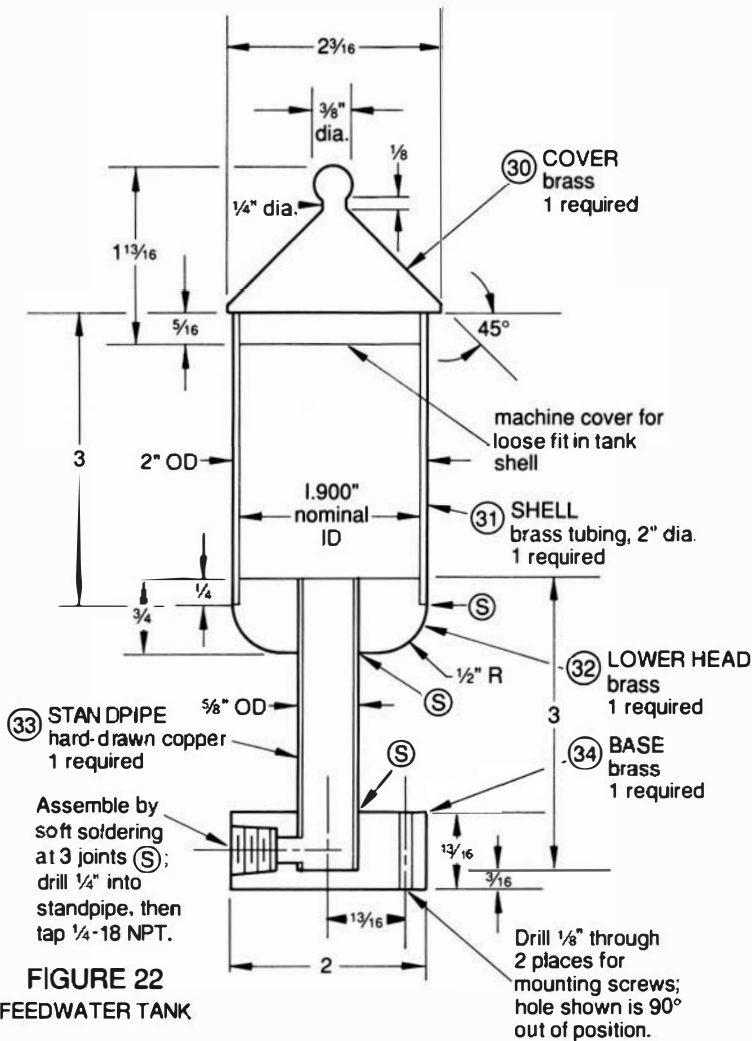 2 3/16
3/8"
dia.
1/8
30 COVER
brass
1 required
1/4" dia.
1 13/16
5/16
45°
machine cover for
loose fit in tank
shell
3
2" OD
1.900"
nominal
ID
31 SHELL
brass tubing, 2" dia.
1 required
1/4
3/4
S
1/2" R
S
32 LOWER HEAD
brass
1 required
5/8" OD
3
33 STANDPIPE
hard-drawn copper
1 required
S
34 BASE
brass
1 required
Assemble by
soft soldering
at 3 joints S;
drill 1/4" into
standpipe, then
tap 1/4-18 NPT.
13/16
3/16
13/16
2
Drill 1/8" through
2 places for
mounting screws;
hole shown is 90°
out of position.
FIGURE 22
FEEDWATER TANK